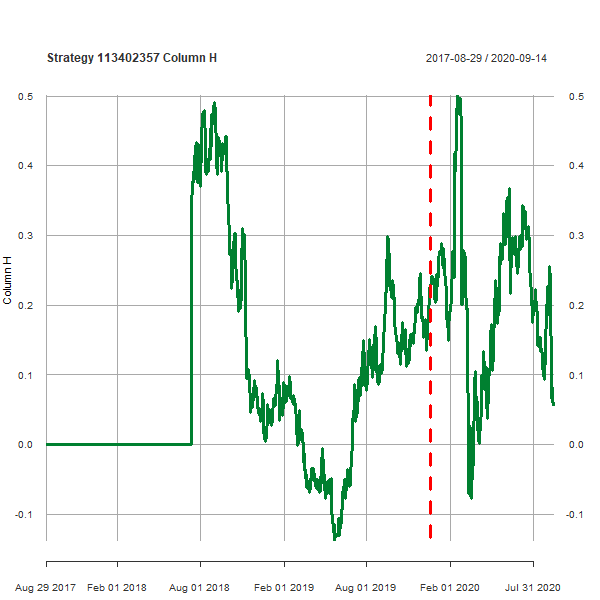 Strategy 113402357 Column H
2017-08-29 / 2020-09-14
0.5
0.5
0.4
0.4
0.3
0.3
Column H
0.2
0.2
0.1
0.1
0.0
0.0
-0.1
-0.1
Aug 29 2017
Feb 01 2018
Aug 01 2018
Feb 01 2019
Aug 01 2019
Feb 01 2020
Jul 31 2020